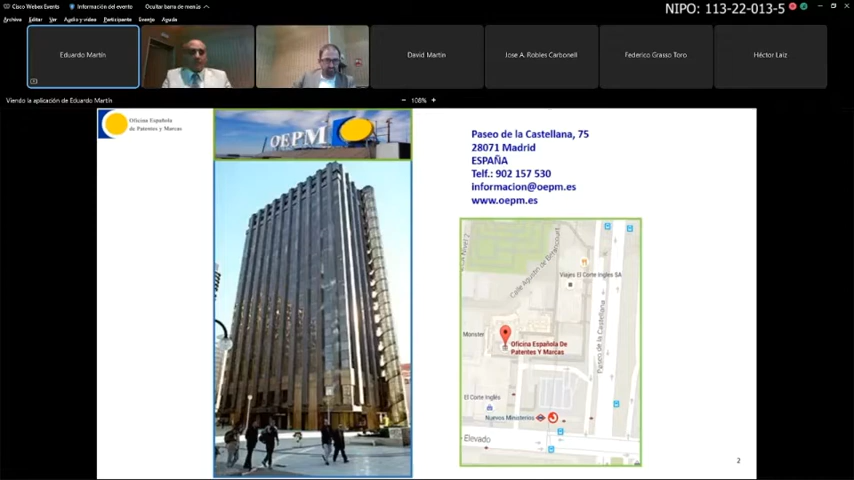 Cisco Webex Events
Información del evento
Ocultar barra de menús
NIPO: 113-22-013-5
Archivo Editar Ver Audio y vídeo Participante Evento Ayuda
Eduardo Martín
David Martín
Jose A. Robles Carbonell
Federico Grasso Toro
Héctor Laiz
Viendo la aplicación de Eduardo Martín
108%
Oficina Española
de Patentes y Marcas
OEPM
Paseo de la Castellana, 75
28071 Madrid
ESPAÑA
Telf.: 902 157 530
informacion@oepm.es
www.oepm.es
Calle Agustín de Betancourt
Viajes El Corte Inglés SA
Paseo de la Castellana
Oficina Española De
Patentes Y Marcas
El Corte Inglés
Nuevos Ministerios
Elevado
2